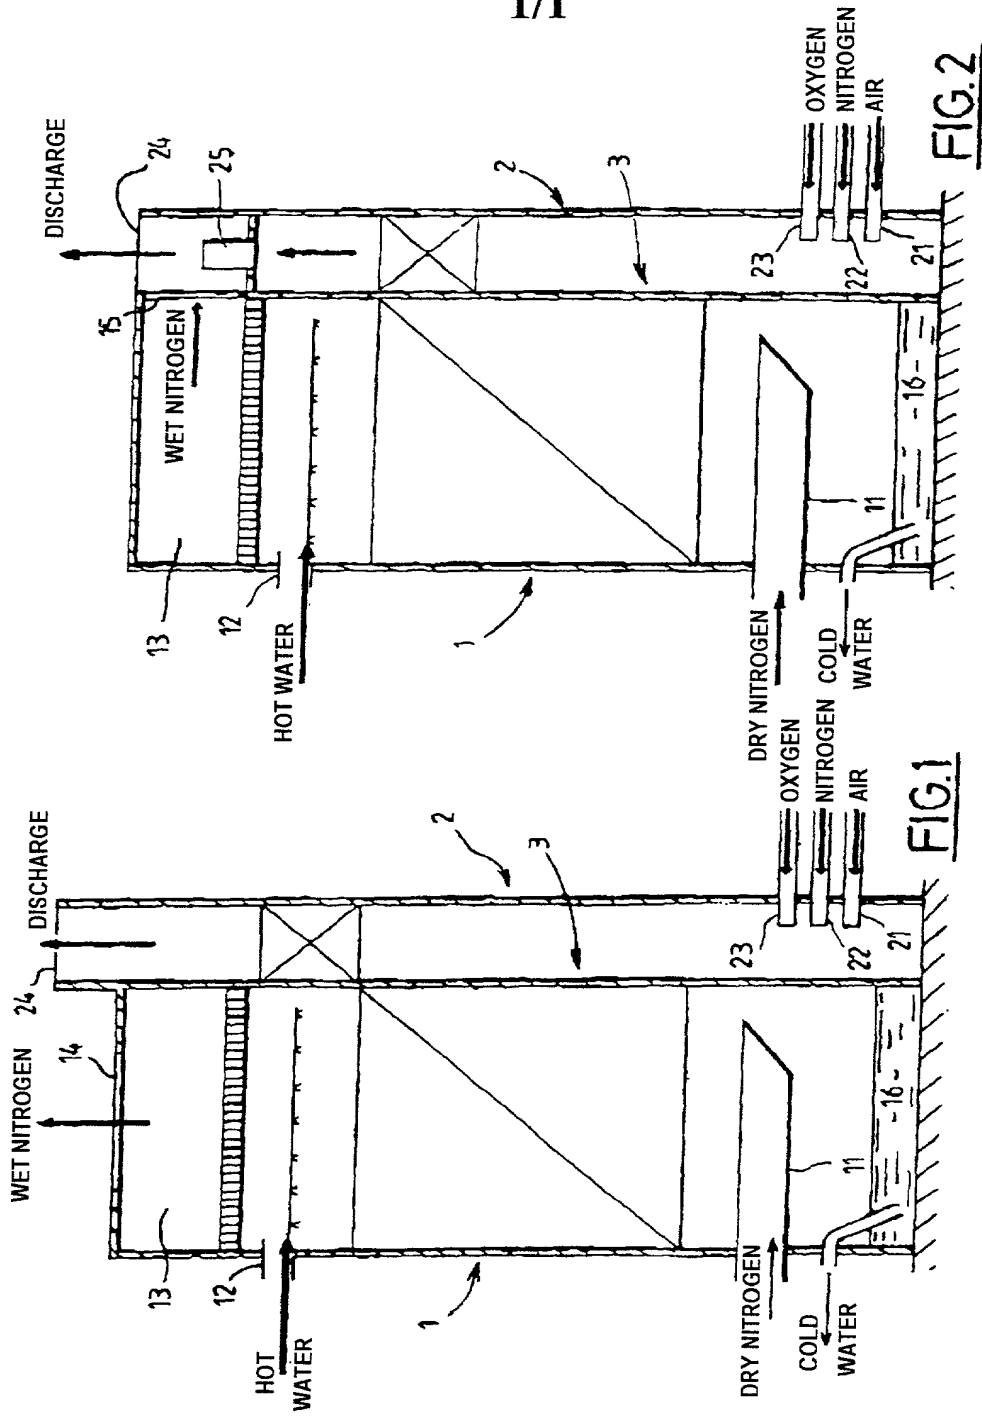 1/1
DISCHARGE
24
25
2
3
OXYGEN
NITROGEN
AIR
23
22
21
15
WET NITROGEN
13
12
HOT WATER
1
DRY NITROGEN
11
16
COLD
WATER
FIG.2
DISCHARGE
24
WET NITROGEN
14
2
3
OXYGEN
NITROGEN
AIR
23
22
21
13
12
HOT
WATER
1
DRY NITROGEN
11
16
COLD
WATER
FIG.1